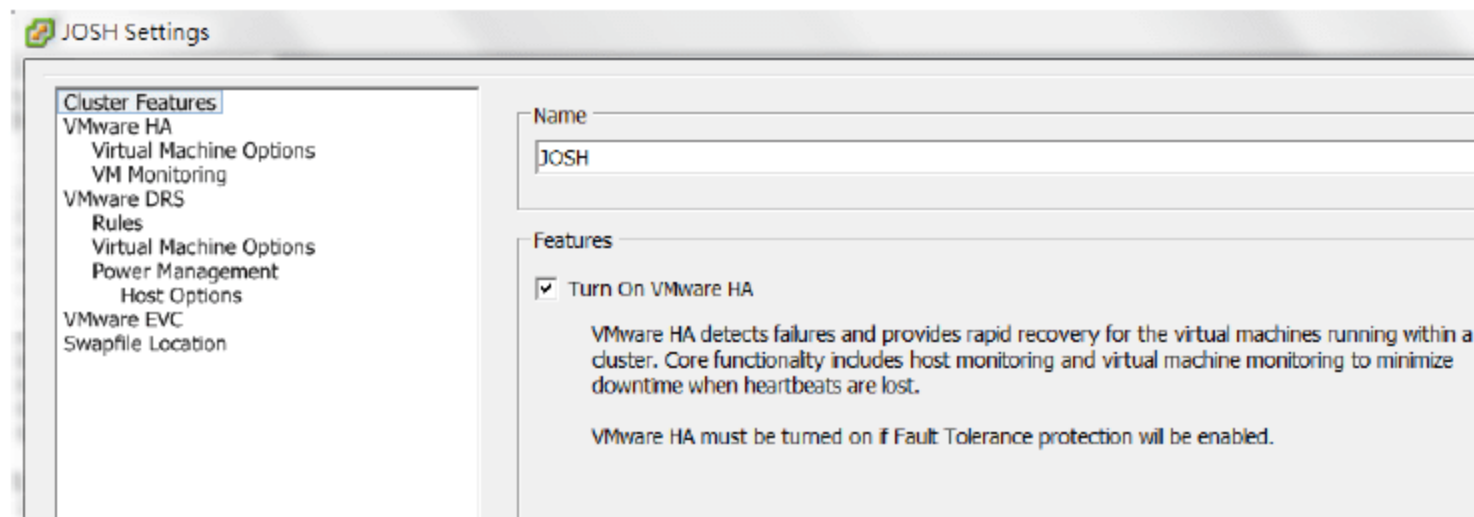 JOSH Settings
Cluster Features
VMware HA
Virtual Machine Options
VM Monitoring
VMware DRS
Rules
Virtual Machine Options
Power Management
Host Options
VMware EVC
Swapfile Location
Name
JOSH
Features
Turn On VMware HA
VMware HA detects failures and provides rapid recovery for the virtual machines running within a
cluster. Core functionality includes host monitoring and virtual machine monitoring to minimize
downtime when heartbeats are lost.
VMware HA must be turned on if Fault Tolerance protection will be enabled.